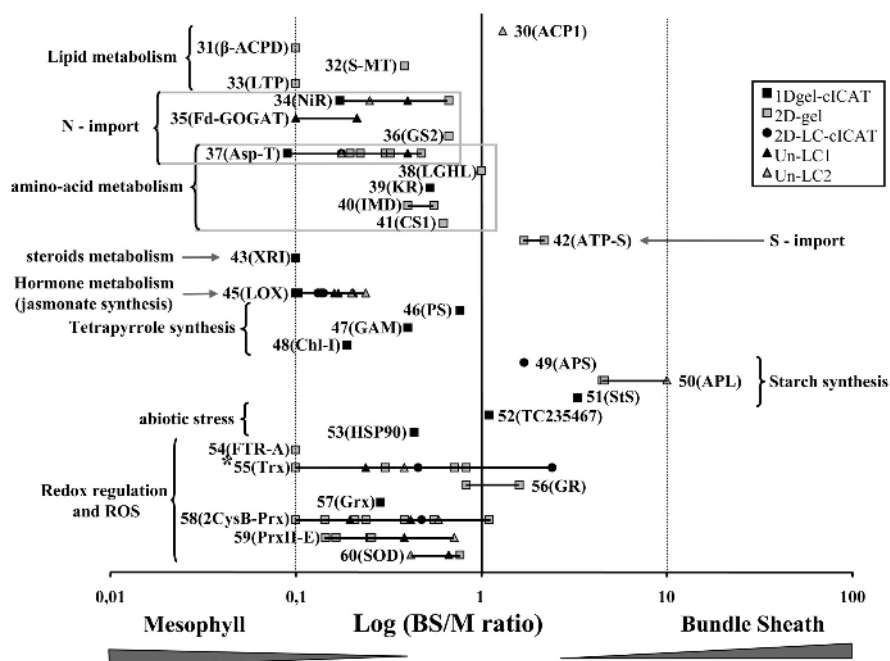 30(ACP1)
Lipid metabolism
31(β-ACPD)
32(S-MT)
33(LTP)
1Dgel-cICAT
2D-gel
2D-LC-cICAT
Un-LC1
Un-LC2
N - import
34(NiR)
35(Fd-GOGAT)
36(GS2)
37(Asp-T)
amino-acid metabolism
38(LGHL)
39(KR)
40(IMD)
41(CS1)
42(ATP-S)
S - import
steroids metabolism
43(XRI)
Hormone metabolism
(jasmonate synthesis)
45(LOX)
Tetrapyrrole synthesis
46(PS)
47(GAM)
48(Chl-I)
49(APS)
50(APL)
51(StS)
Starch synthesis
abiotic stress
52(TC235467)
53(HSP90)
Redox regulation
and ROS
54(FTR-A)
*55(Trx)
56(GR)
57(Grx)
58(2CysB-Prx)
59(PrxII-E)
60(SOD)
0,01 0,1 1 10 100
Mesophyll Log (BS/M ratio) Bundle Sheath